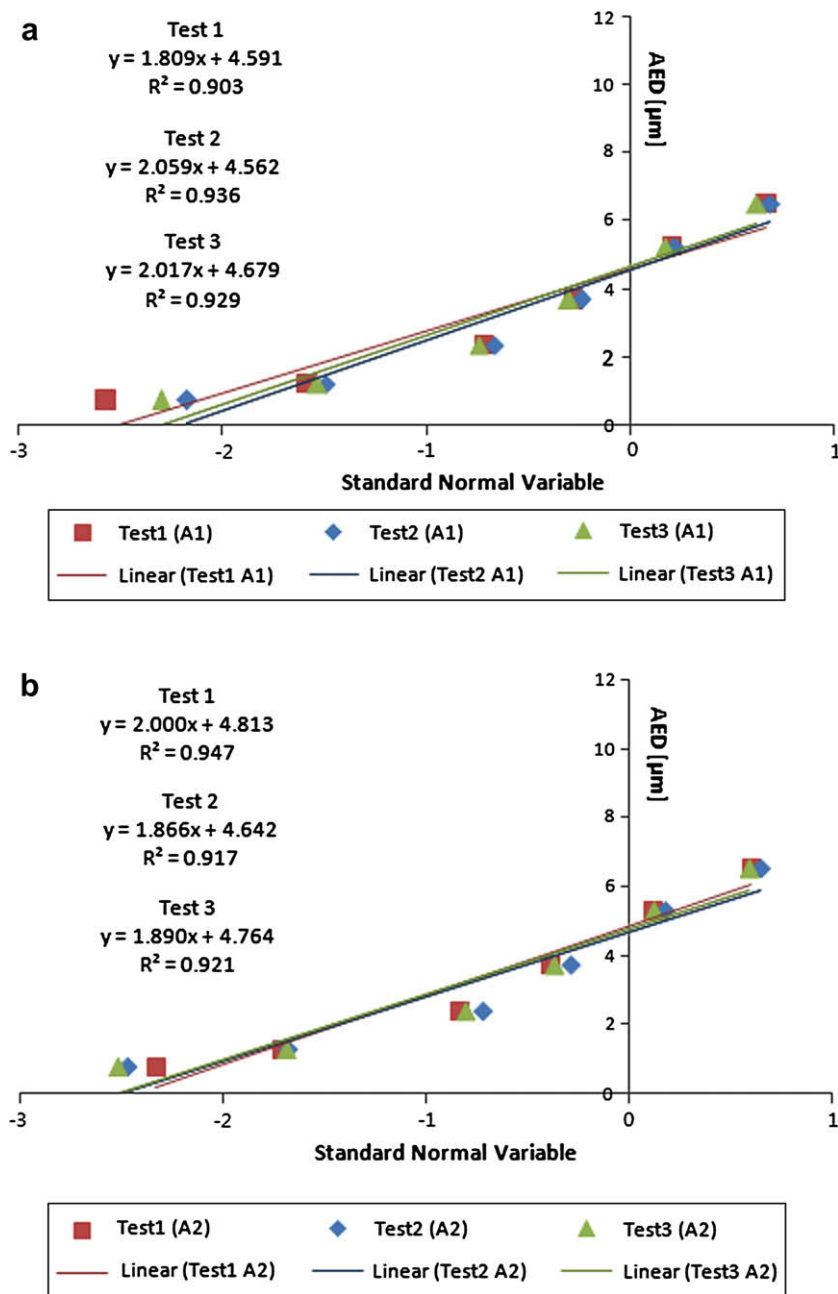 a
Test 1
y = 1.809x + 4.591
R² = 0.903
Test 2
y = 2.059x + 4.562
R² = 0.936
Test 3
y = 2.017x + 4.679
R² = 0.929
12
10
8
6
4
2
0
AED [µm]
-3 -2 -1 0 1
Standard Normal Variable
Test1 (A1) Test2 (A1) Test3 (A1)
Linear (Test1 A1) Linear (Test2 A1) Linear (Test3 A1)
b
Test 1
y = 2.000x + 4.813
R² = 0.947
Test 2
y = 1.866x + 4.642
R² = 0.917
Test 3
y = 1.890x + 4.764
R² = 0.921
12
10
8
6
4
2
0
AED [µm]
-3 -2 -1 0 1
Standard Normal Variable
Test1 (A2) Test2 (A2) Test3 (A2)
Linear (Test1 A2) Linear (Test2 A2) Linear (Test3 A2)